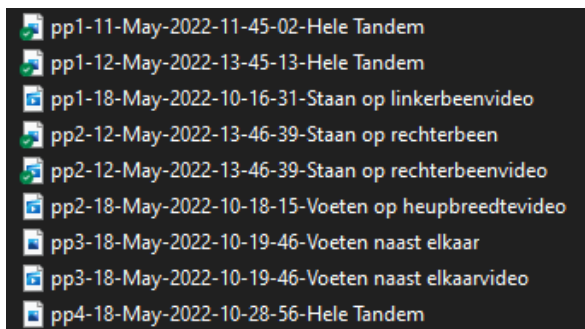 pp1-11-May-2022-11-45-02-Hele Tandem
pp1-12-May-2022-13-45-13-Hele Tandem
pp1-18-May-2022-10-16-31-Staan op linkerbeenvideo
pp2-12-May-2022-13-46-39-Staan op rechterbeen
pp2-12-May-2022-13-46-39-Staan op rechterbeenvideo
pp2-18-May-2022-10-18-15-Voeten op heupbreedtevideo
pp3-18-May-2022-10-19-46-Voeten naast elkaar
pp3-18-May-2022-10-19-46-Voeten naast elkaarvideo
pp4-18-May-2022-10-28-56-Hele Tandem